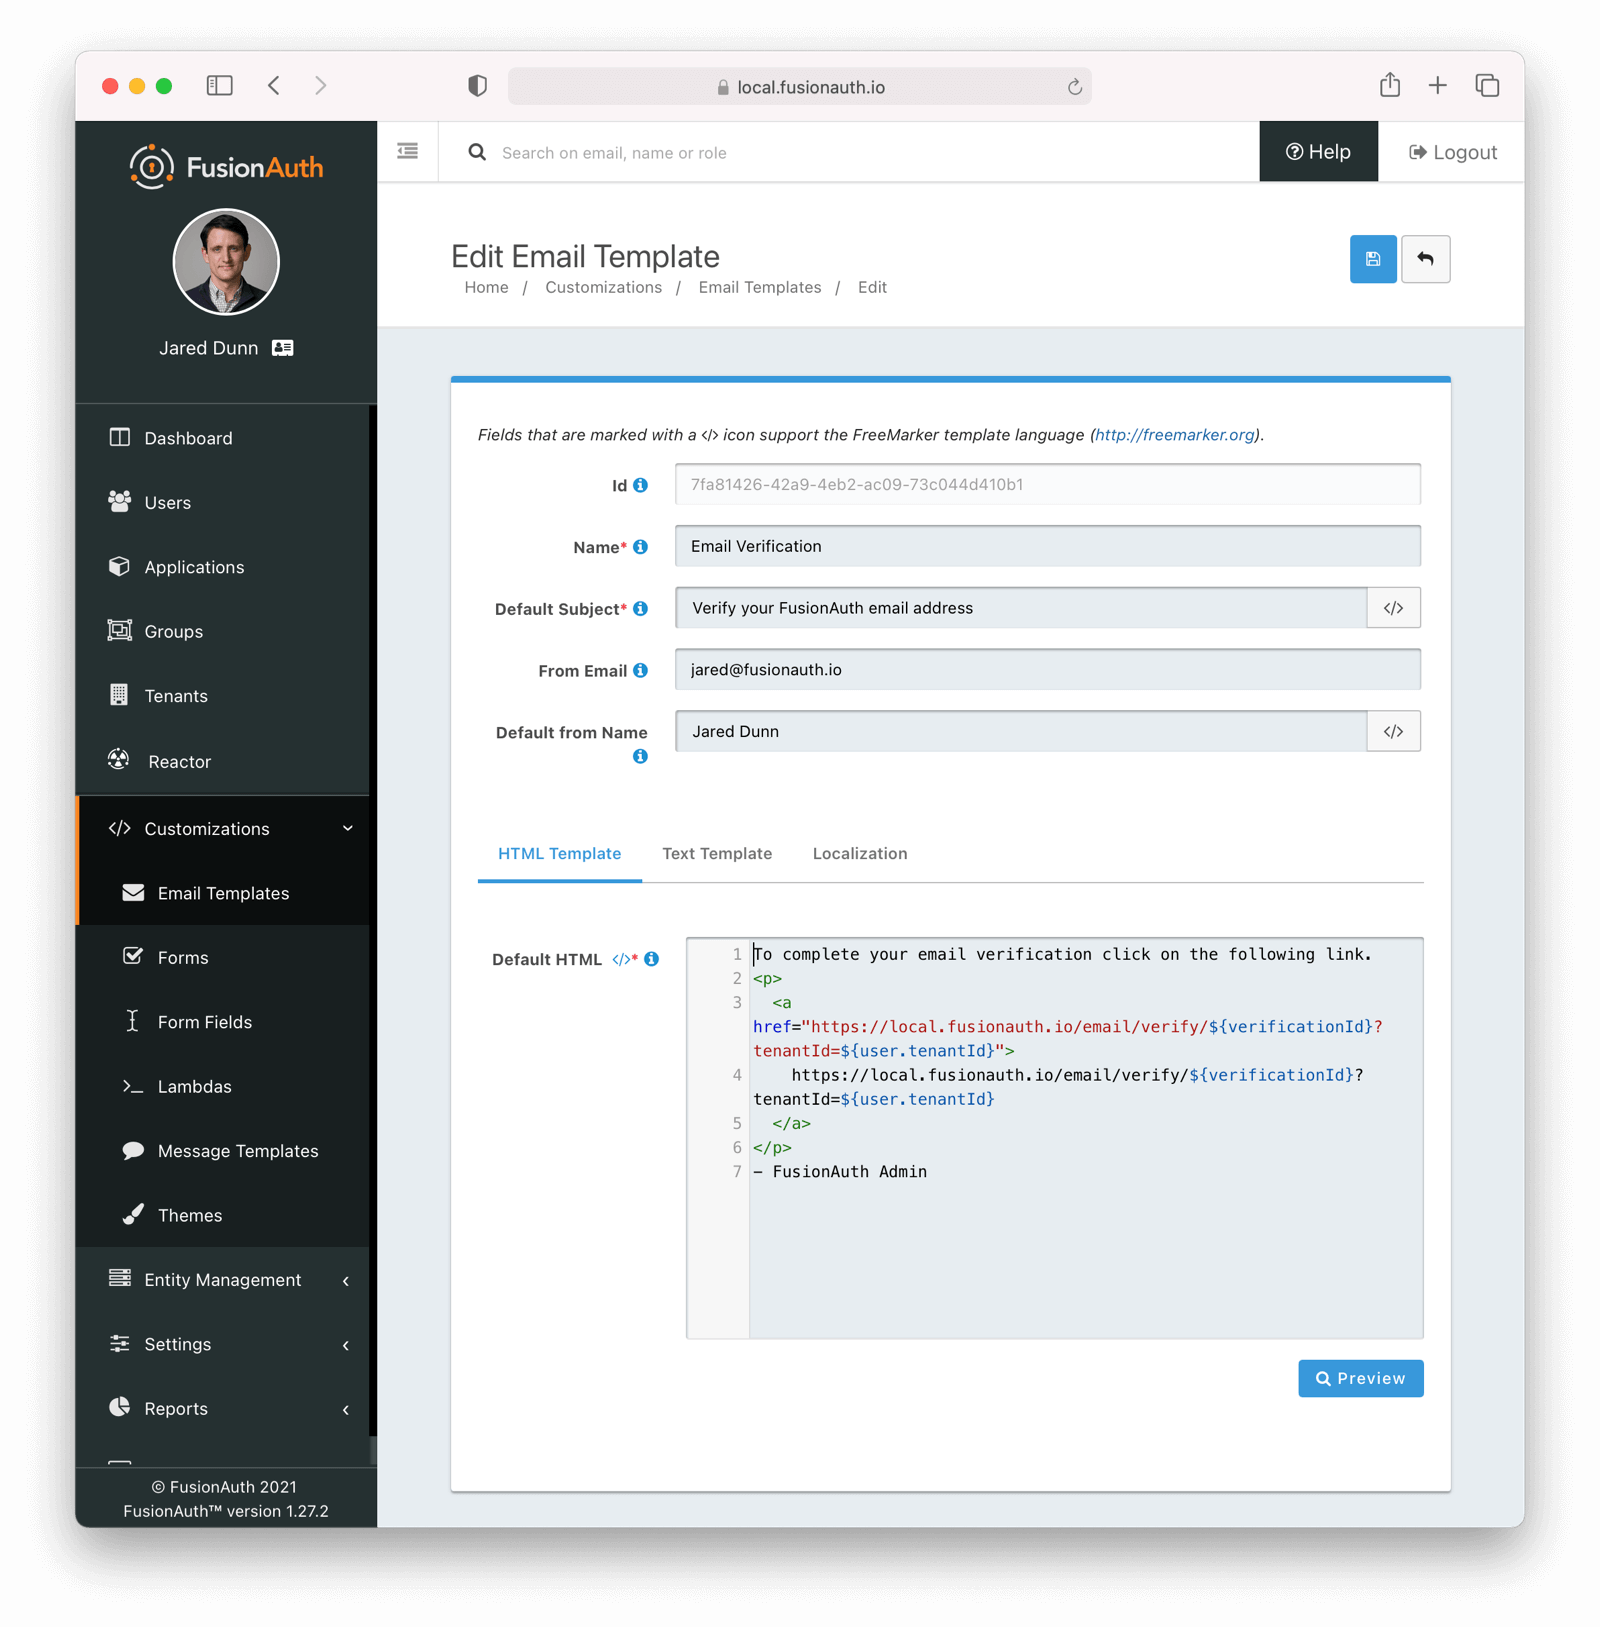 local.fusionauth.io
FusionAuth
Search on email, name or role
Help
Logout
Jared Dunn
Edit Email Template
Home / Customizations / Email Templates / Edit
Dashboard
Users
Applications
Groups
Tenants
Reactor
</> Customizations
Email Templates
Forms
Form Fields
Lambdas
Message Templates
Themes
Entity Management
Settings
Reports
© FusionAuth 2021
FusionAuth™ version 1.27.2
Fields that are marked with a </> icon support the FreeMarker template language (http://freemarker.org).
Id 7fa81426-42a9-4eb2-ac09-73c044d410b1
Name* Email Verification
Default Subject* Verify your FusionAuth email address </>
From Email jared@fusionauth.io
Default from Name Jared Dunn </>
HTML Template Text Template Localization
Default HTML </>*
1 To complete your email verification click on the following link.
2 <p>
3 <a
href="https://local.fusionauth.io/email/verify/${verificationId}?
tenantId=${user.tenantId}">
4 https://local.fusionauth.io/email/verify/${verificationId}?
tenantId=${user.tenantId}
5 </a>
6 </p>
7 - FusionAuth Admin
Preview